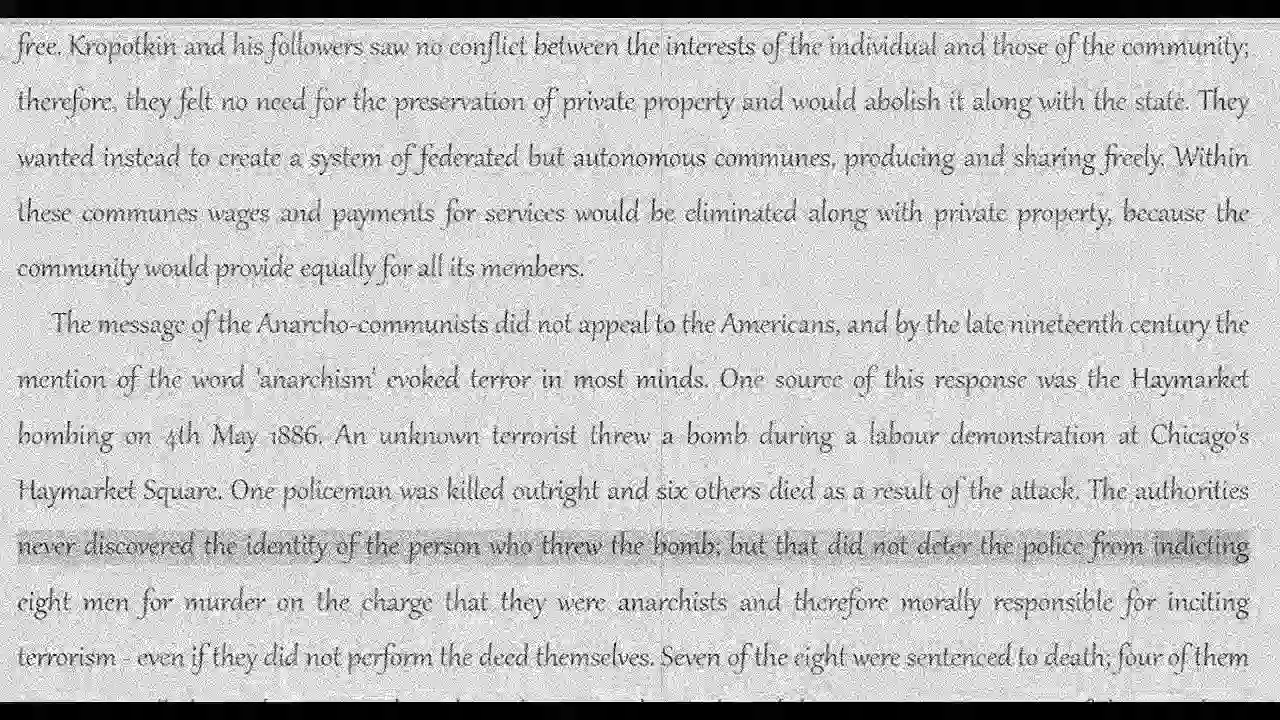 free. Kropotkin and his followers saw no conflict between the interests of the individual and those of the community;
therefore, they felt no need for the preservation of private property and would abolish it along with the state. They
wanted instead to create a system of federated but autonomous communes, producing and sharing freely. Within
these communes wages and payments for services would be eliminated along with private property, because the
community would provide equally for all its members.
The message of the Anarcho-communists did not appeal to the Americans, and by the late nineteenth century the
mention of the word 'anarchism' evoked terror in most minds. One source of this response was the Haymarket
bombing on 4th May 1886. An unknown terrorist threw a bomb during a labour demonstration at Chicago's
Haymarket Square. One policeman was killed outright and six others died as a result of the attack. The authorities
never discovered the identity of the person who threw the bomb; but that did not deter the police from indicting
eight men for murder on the charge that they were anarchists and therefore morally responsible for inciting
terrorism - even if they did not perform the deed themselves. Seven of the eight were sentenced to death; four of them